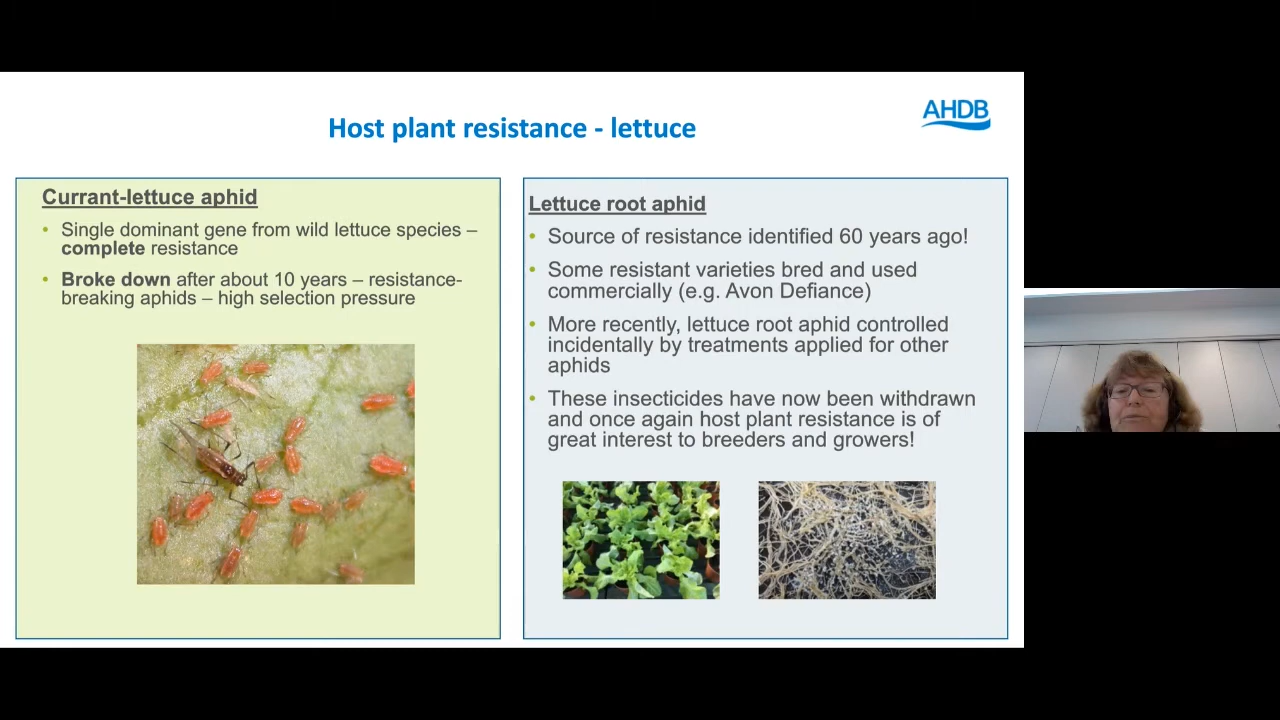 AHDB
Host plant resistance - lettuce
Currant-lettuce aphid
• Single dominant gene from wild lettuce species –
complete resistance
• Broke down after about 10 years – resistance-
breaking aphids – high selection pressure
Lettuce root aphid
• Source of resistance identified 60 years ago!
• Some resistant varieties bred and used
commercially (e.g. Avon Defiance)
• More recently, lettuce root aphid controlled
incidentally by treatments applied for other
aphids
• These insecticides have now been withdrawn
and once again host plant resistance is of
great interest to breeders and growers!